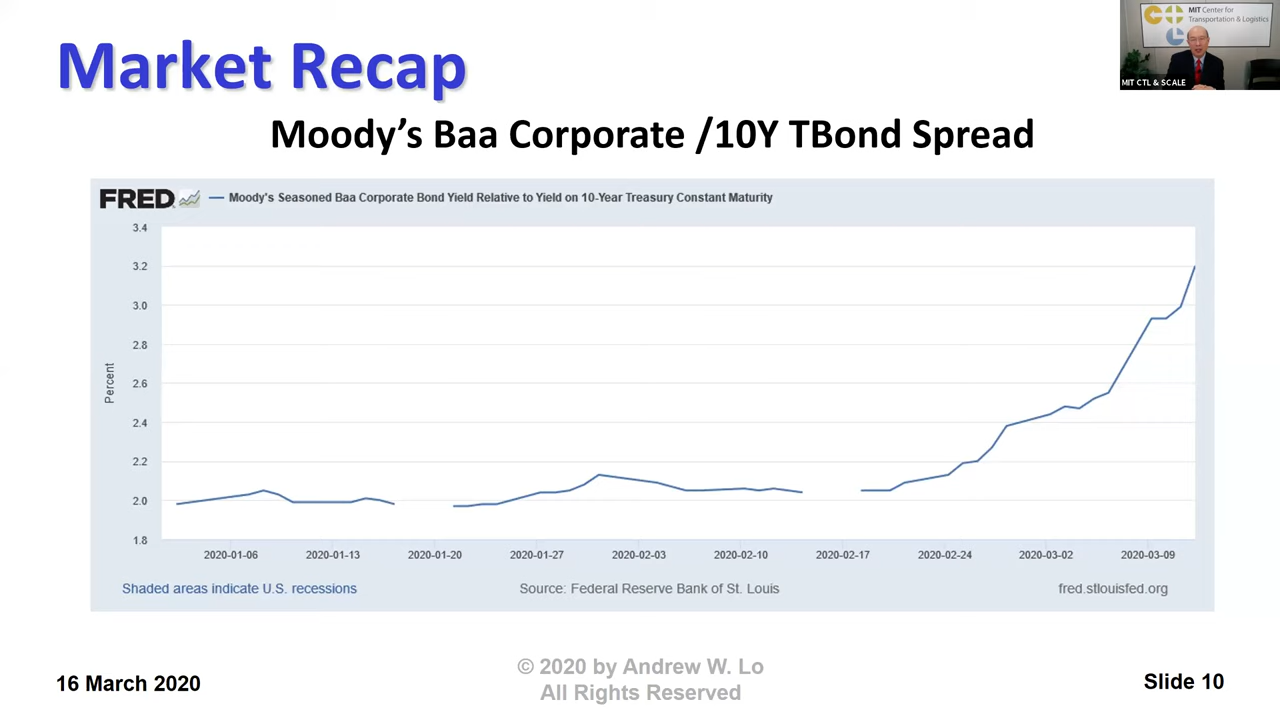 MIT Center for
Transportation & Logistics
MIT CTL & SCALE
Market Recap
Moody’s Baa Corporate /10Y TBond Spread
FRED
Moody's Seasoned Baa Corporate Bond Yield Relative to Yield on 10-Year Treasury Constant Maturity
3.4
3.2
3.0
2.8
2.6
2.4
2.2
2.0
1.8
Percent
2020-01-06 2020-01-13 2020-01-20 2020-01-27 2020-02-03 2020-02-10 2020-02-17 2020-02-24 2020-03-02 2020-03-09
Shaded areas indicate U.S. recessions Source: Federal Reserve Bank of St. Louis fred.stlouisfed.org
16 March 2020
© 2020 by Andrew W. Lo
All Rights Reserved
Slide 10